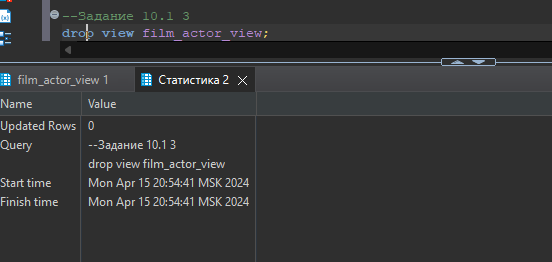 --Задание 10.1 3
drop view film_actor_view;
film_actor_view 1
Статистика 2
Name Value
Updated Rows 0
Query --Задание 10.1 3
drop view film_actor_view
Start time Mon Apr 15 20:54:41 MSK 2024
Finish time Mon Apr 15 20:54:41 MSK 2024